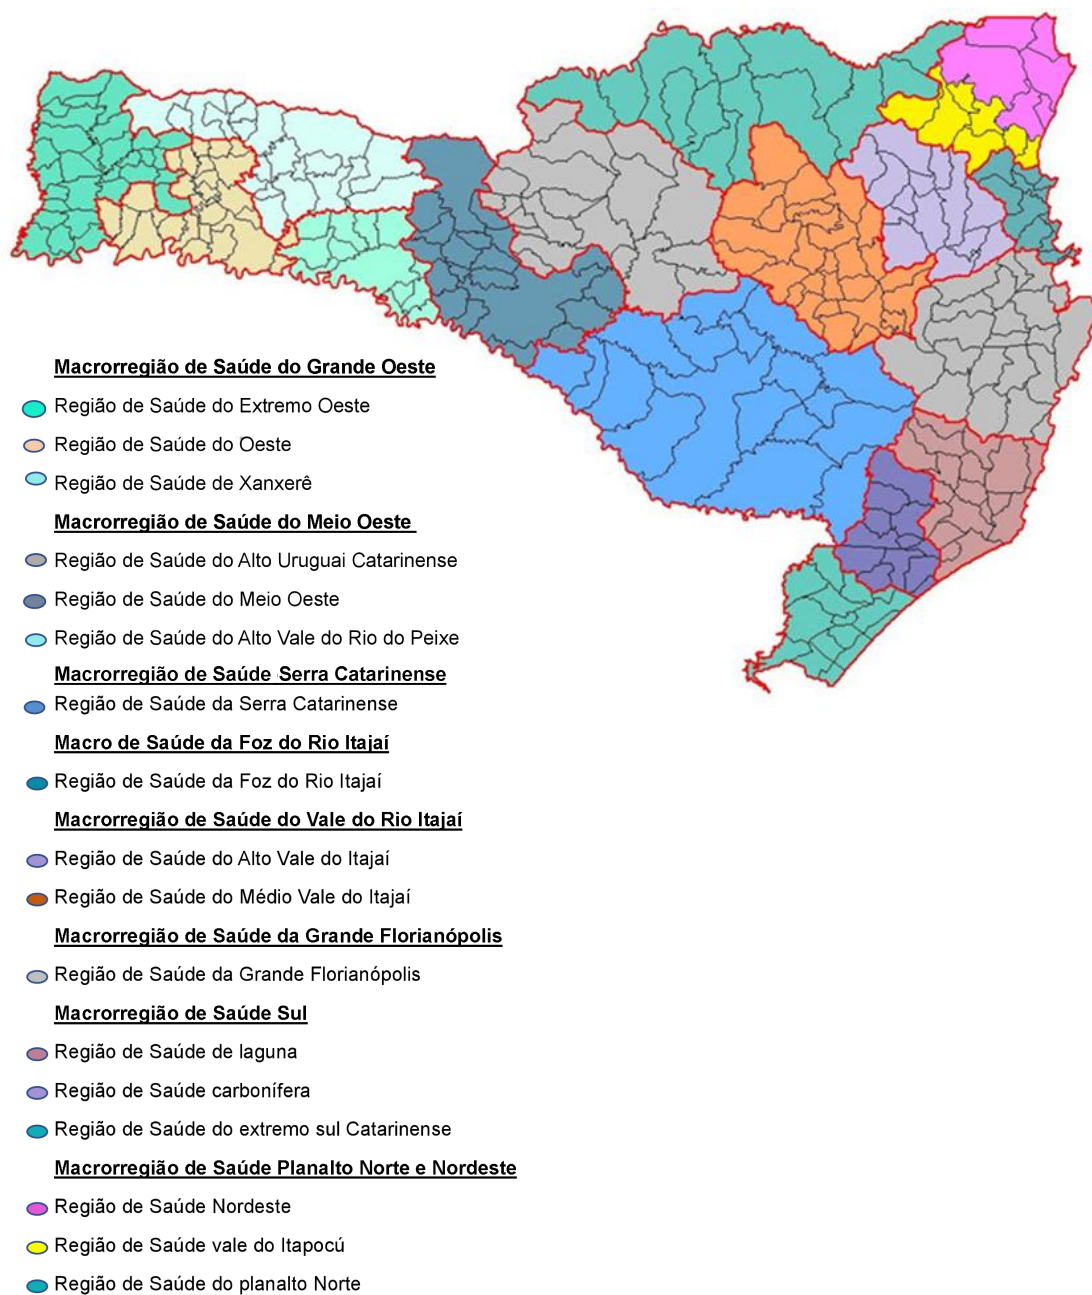 Macrorregião de Saúde do Grande Oeste
Região de Saúde do Extremo Oeste
Região de Saúde do Oeste
Região de Saúde de Xanxerê
Macrorregião de Saúde do Meio Oeste
Região de Saúde do Alto Uruguai Catarinense
Região de Saúde do Meio Oeste
Região de Saúde do Alto Vale do Rio do Peixe
Macrorregião de Saúde Serra Catarinense
Região de Saúde da Serra Catarinense
Macro de Saúde da Foz do Rio Itajaí
Região de Saúde da Foz do Rio Itajaí
Macrorregião de Saúde do Vale do Rio Itajaí
Região de Saúde do Alto Vale do Itajaí
Região de Saúde do Médio Vale do Itajaí
Macrorregião de Saúde da Grande Florianópolis
Região de Saúde da Grande Florianópolis
Macrorregião de Saúde Sul
Região de Saúde de laguna
Região de Saúde carbonífera
Região de Saúde do extremo sul Catarinense
Macrorregião de Saúde Planalto Norte e Nordeste
Região de Saúde Nordeste
Região de Saúde vale do Itapocú
Região de Saúde do planalto Norte